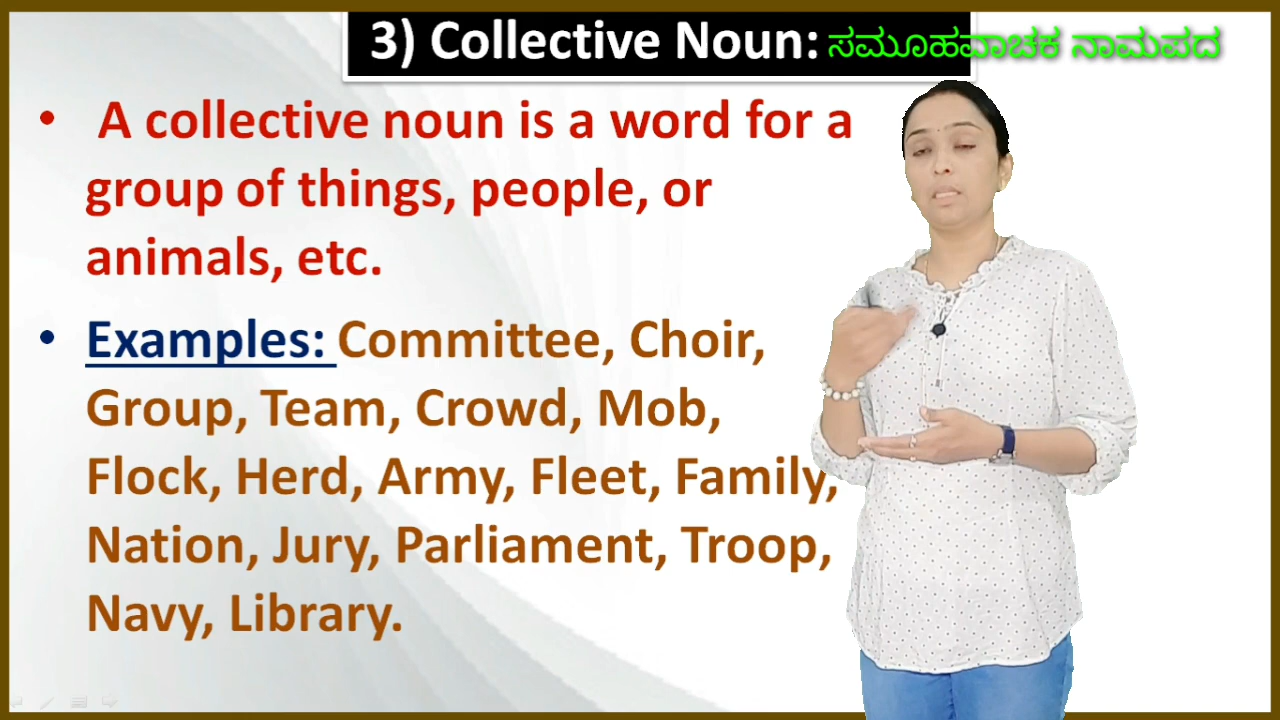 3) Collective Noun: ಸಮೂಹವಾಚಕ ನಾಮಪದ
• A collective noun is a word for a
group of things, people, or
animals, etc.
• Examples: Committee, Choir,
Group, Team, Crowd, Mob,
Flock, Herd, Army, Fleet, Family,
Nation, Jury, Parliament, Troop,
Navy, Library.